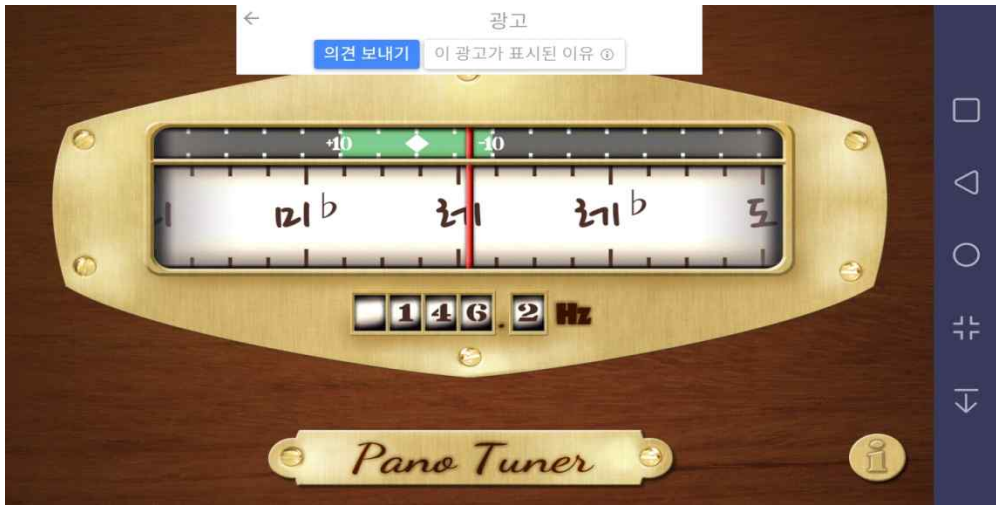 광고
의견 보내기 이 광고가 표시된 이유
+10 -10
미♭ 레 레♭ 도
146.2 Hz
Pano Tuner
i